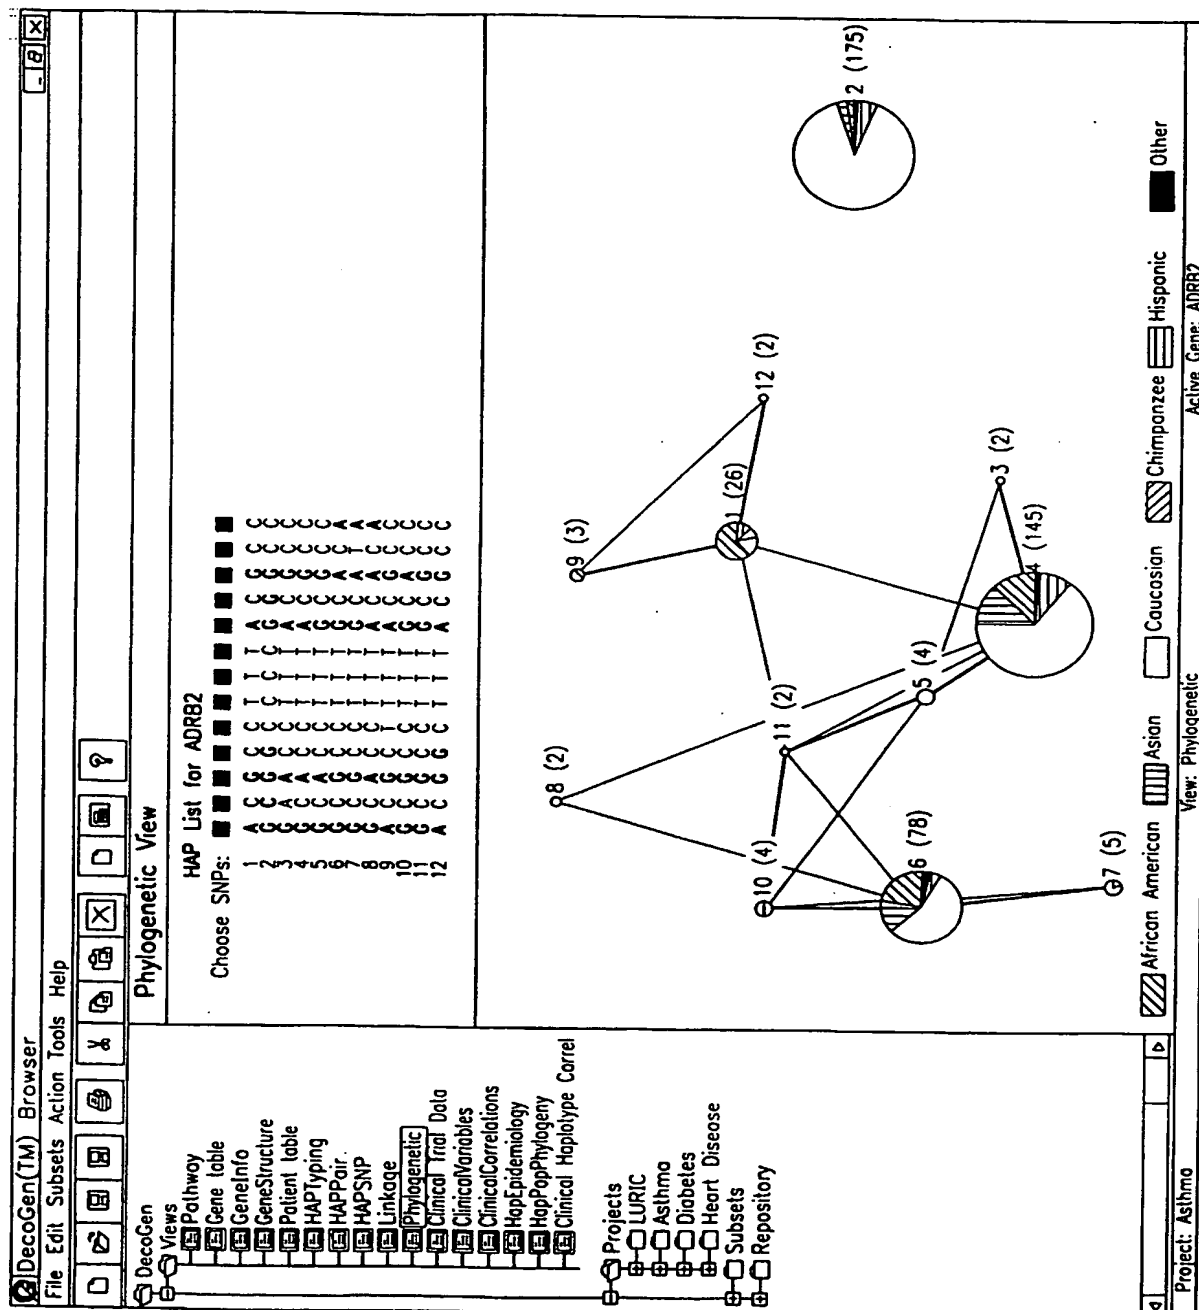 DecoGen(TM) Browser
File Edit Subsets Action Tools Help
DecoGen
Views
Pathway
Gene table
GeneInfo
GeneStructure
Patient table
HAPTyping
HAPPair
HAPSNP
Linkage
Phylogenetic
Clinical Trial Data
ClinicalVariables
ClinicalCorrelations
HapEpidemiology
HapPopPhylogeny
Clinical Haplotype Correl
Projects
LURIC
Asthma
Diabetes
Heart Disease
Subsets
Repository
Phylogenetic View
HAP List for ADRB2
Choose SNPs:
1
2
3
4
5
6
7
8
9
10
11
12
8 (2)
9 (3)
10 (4)
11 (2)
1 (26)
12 (2)
2 (175)
6 (78)
5 (4)
3 (2)
4 (145)
7 (5)
African American Asian Caucasian Chimpanzee Hispanic Other
Project: Asthma View: Phylogenetic Active Gene: ADRB2